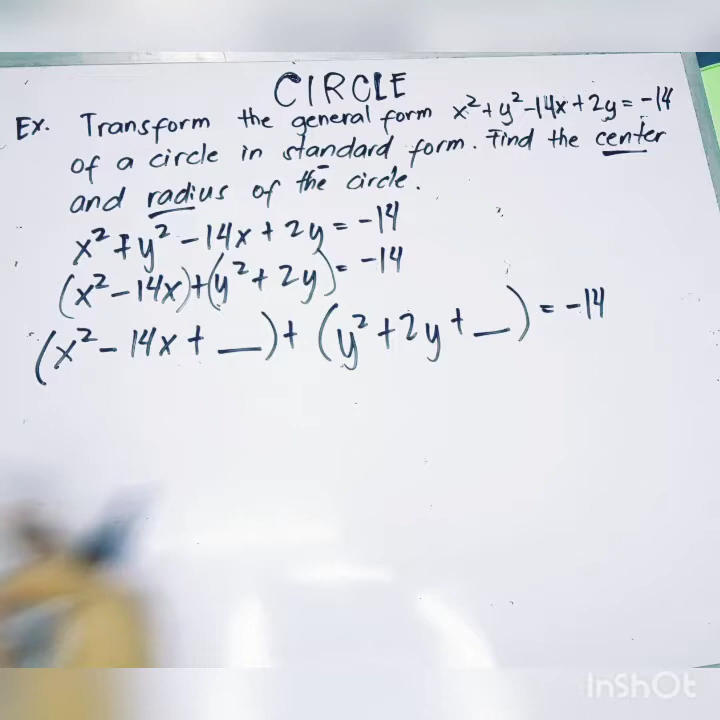 CIRCLE
Ex. Transform the general form x²+y²-14x+2y=-14
of a circle in standard form. Find the center
and radius of the circle.
x²+y²-14x+2y=-14
(x²-14x)+(y²+2y)=-14
(x²-14x+__)+(y²+2y+__)=-14
InShOt